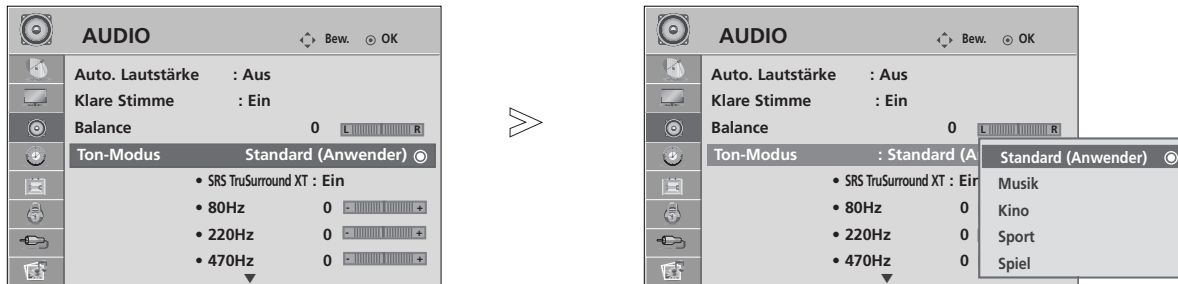 AUDIO
Bew. OK
Auto. Lautstärke : Aus
Klare Stimme : Ein
Balance 0 L R
Ton-Modus Standard (Anwender)
• SRS TruSurround XT : Ein
• 80Hz 0 - +
• 220Hz 0 - +
• 470Hz 0 - +
AUDIO
Bew. OK
Auto. Lautstärke : Aus
Klare Stimme : Ein
Balance 0 L R
Ton-Modus : Standard (A
• SRS TruSurround XT : Ein
• 80Hz 0
• 220Hz 0
• 470Hz 0
Standard (Anwender)
Musik
Kino
Sport
Spiel